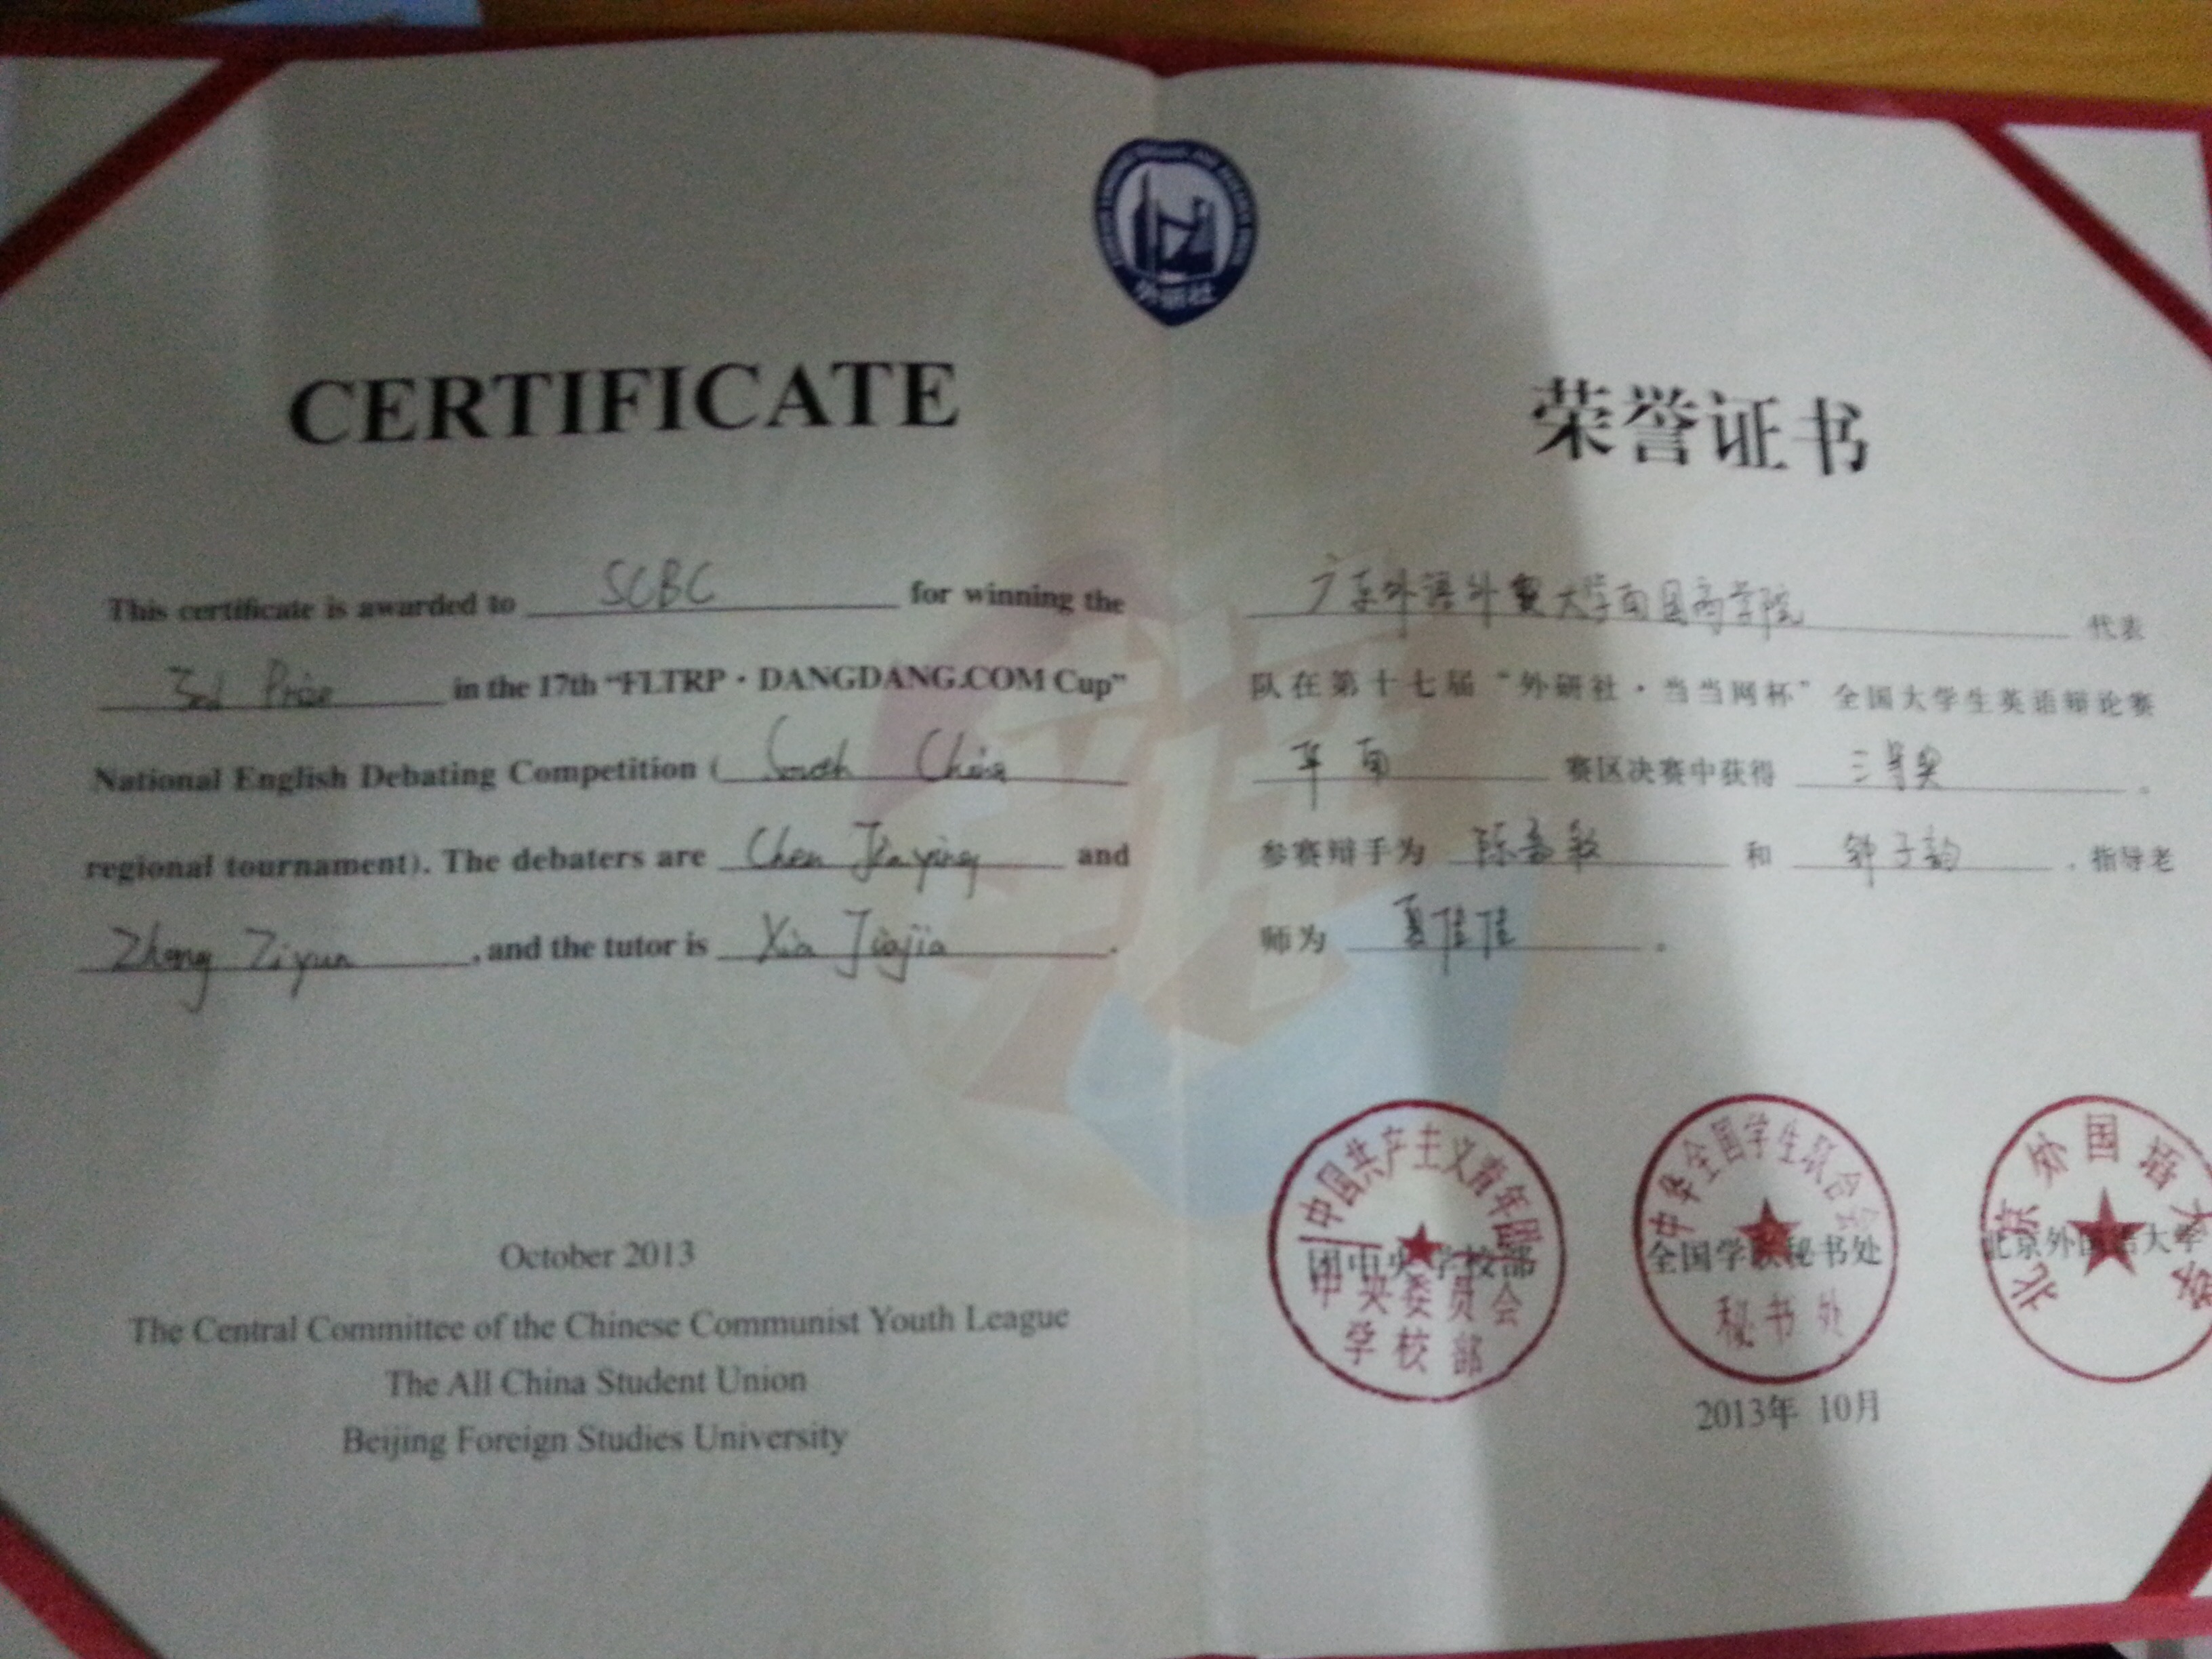 外研社
CERTIFICATE
This certificate is awarded to SCBC for winning the
3rd Prize in the 17th “FLTRP · DANGDANG.COM Cup”
National English Debating Competition ( South China
regional tournament). The debaters are Chen Jiaying and
Zhong Ziyun , and the tutor is Xia Jiajia .
October 2013
The Central Committee of the Chinese Communist Youth League
The All China Student Union
Beijing Foreign Studies University
荣誉证书
广东外语外贸大学南国商学院 代表
队在第十七届“外研社·当当网杯”全国大学生英语辩论赛
华南 赛区决赛中获得 三等奖 。
参赛辩手为 陈 和 钟子韵 ，指导老
师为 夏佳佳 。
中国共产主义青年团
中央委员会
学校部
团中央学校部
中华全国学生联合会
秘书处
全国学联秘书处
北京外国语大学
北京外国语大学
2013年 10月